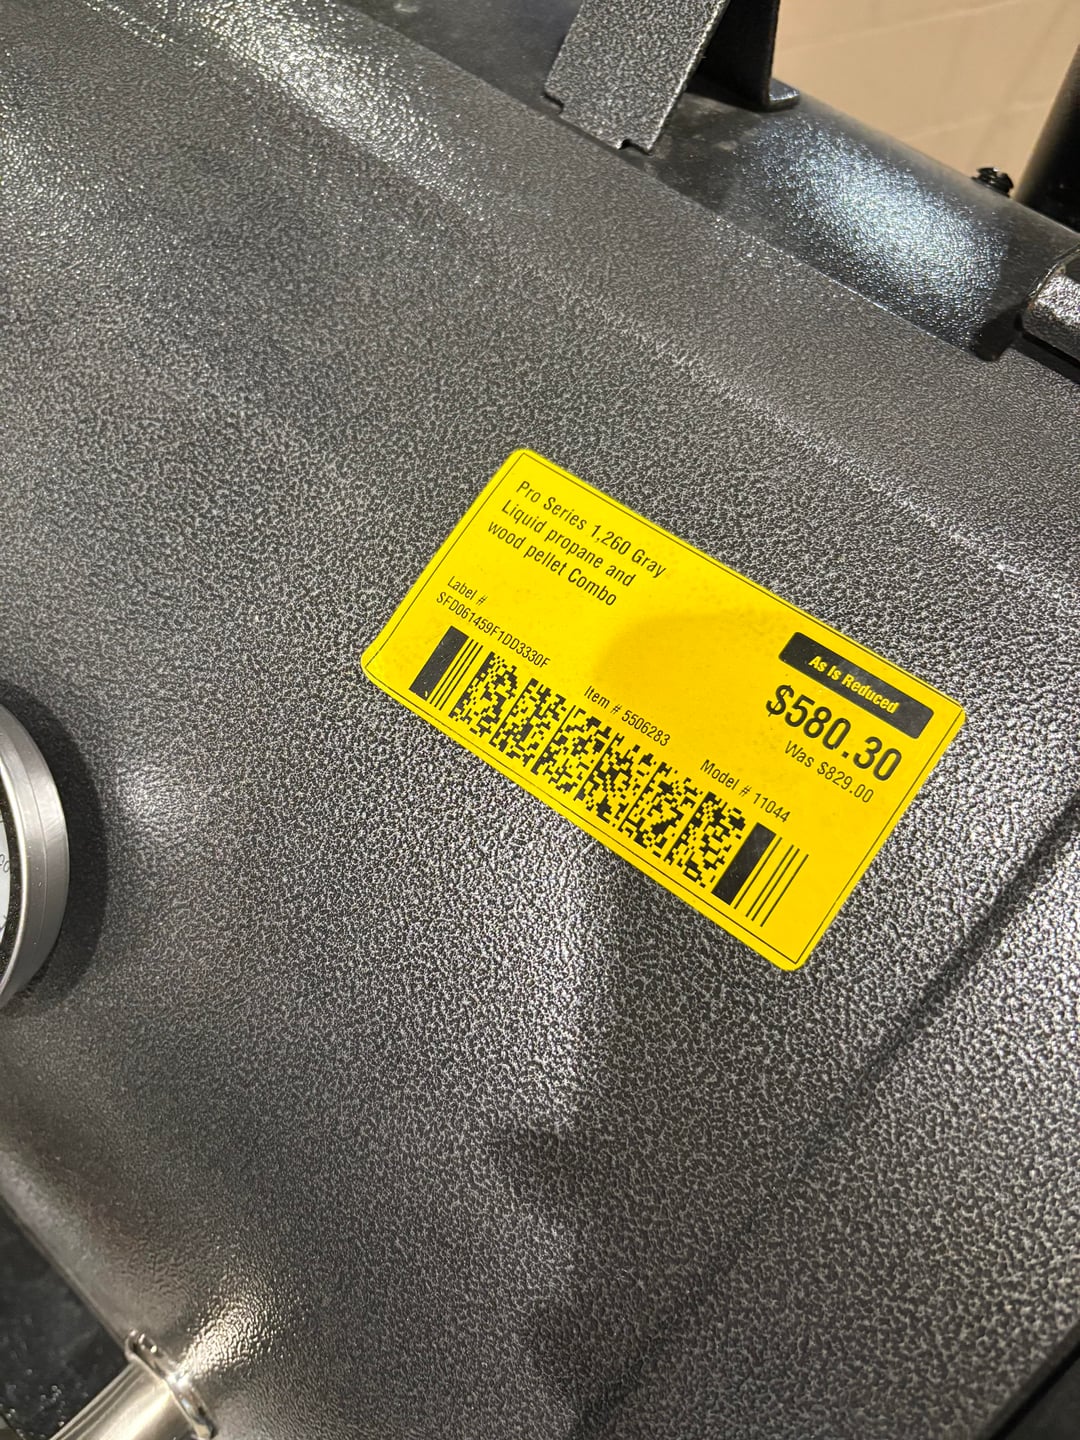 Pro Series 1,260 Gray
Liquid propane and
wood pellet Combo
Label #
SFD061459F1DD3330F
Item # 5506283
Model # 11044
As Is Reduced
$580.30
Was $829.00